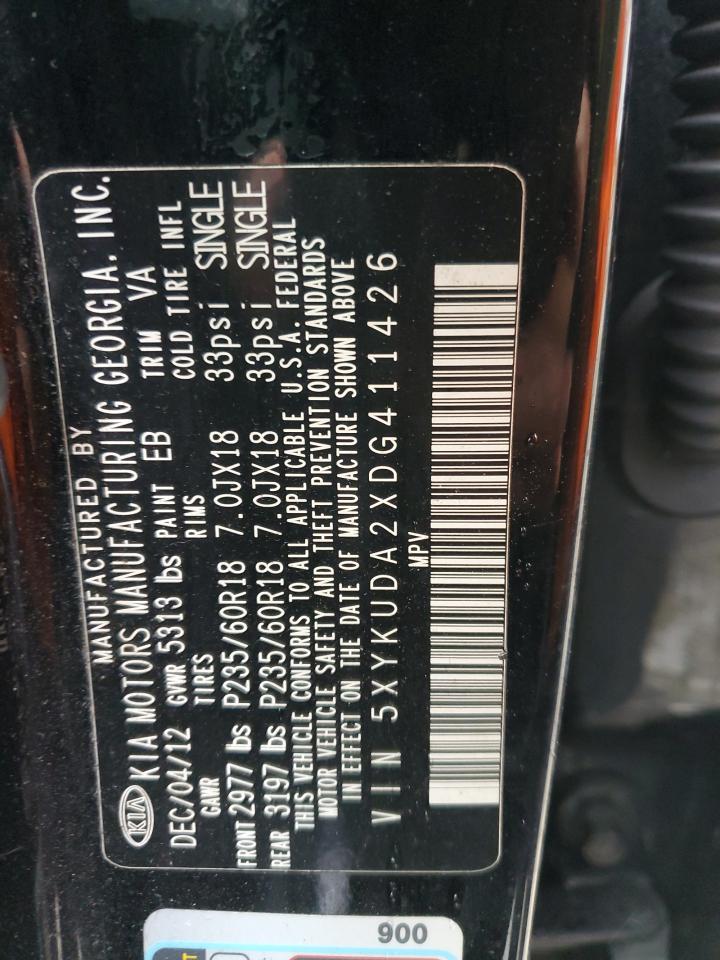 MANUFACTURED BY
KIA KIA MOTORS MANUFACTURING GEORGIA. INC.
DEC/04/12 GVWR 5313 lbs PAINT EB TRIM VA
GAWR TIRES RIMS COLD TIRE INFL
FRONT 2977 lbs P235/60R18 7.0JX18 33psi SINGLE
REAR 3197 lbs P235/60R18 7.0JX18 33psi SINGLE
THIS VEHICLE CONFORMS TO ALL APPLICABLE U.S.A. FEDERAL
MOTOR VEHICLE SAFETY AND THEFT PREVENTION STANDARDS
IN EFFECT ON THE DATE OF MANUFACTURE SHOWN ABOVE
VIN 5XYKUDA2XDG411426
MPV
900